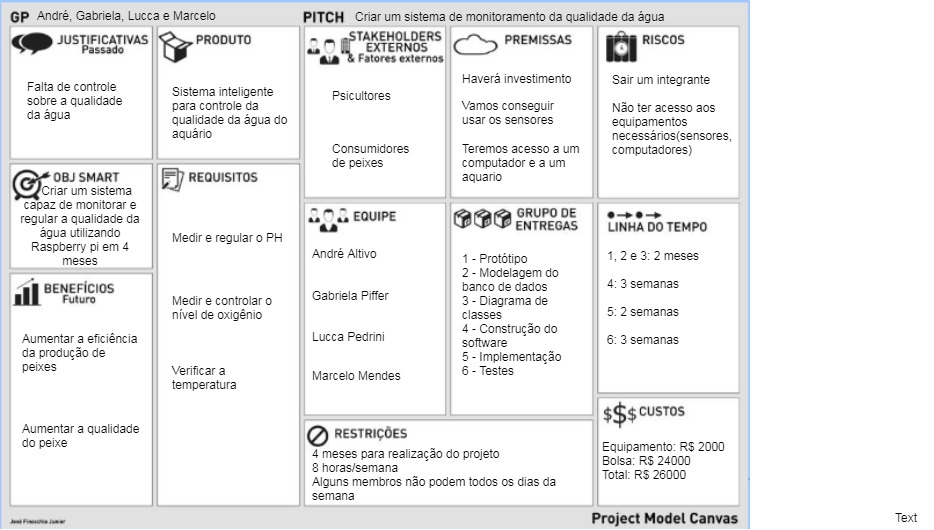 GP André, Gabriela, Lucca e Marcelo
PITCH Criar um sistema de monitoramento da qualidade da água
JUSTIFICATIVAS
Passado
Falta de controle
sobre a qualidade
da água
PRODUTO
Sistema inteligente
para controle da
qualidade da água do
aquário
STAKEHOLDERS
EXTERNOS
& Fatores externos
Psicultores
Consumidores
de peixes
PREMISSAS
Haverá investimento
Vamos conseguir
usar os sensores
Teremos acesso a um
computador e a um
aquario
RISCOS
Sair um integrante
Não ter acesso aos
equipamentos
necessários(sensores,
computadores)
OBJ SMART
Criar um sistema
capaz de monitorar e
regular a qualidade da
água utilizando
Raspberry pi em 4
meses
REQUISITOS
Medir e regular o PH
Medir e controlar o
nível de oxigênio
Verificar a
temperatura
EQUIPE
André Altivo
Gabriela Piffer
Lucca Pedrini
Marcelo Mendes
GRUPO DE
ENTREGAS
1 - Protótipo
2 - Modelagem do
banco de dados
3 - Diagrama de
classes
4 - Construção do
software
5 - Implementação
6 - Testes
LINHA DO TEMPO
1, 2 e 3: 2 meses
4: 3 semanas
5: 2 semanas
6: 3 semanas
BENEFÍCIOS
Futuro
Aumentar a eficiência
da produção de
peixes
Aumentar a qualidade
do peixe
RESTRIÇÕES
4 meses para realização do projeto
8 horas/semana
Alguns membros não podem todos os dias da
semana
$$$ CUSTOS
Equipamento: R$ 2000
Bolsa: R$ 24000
Total: R$ 26000
José Finocchio Junior
Project Model Canvas
Text